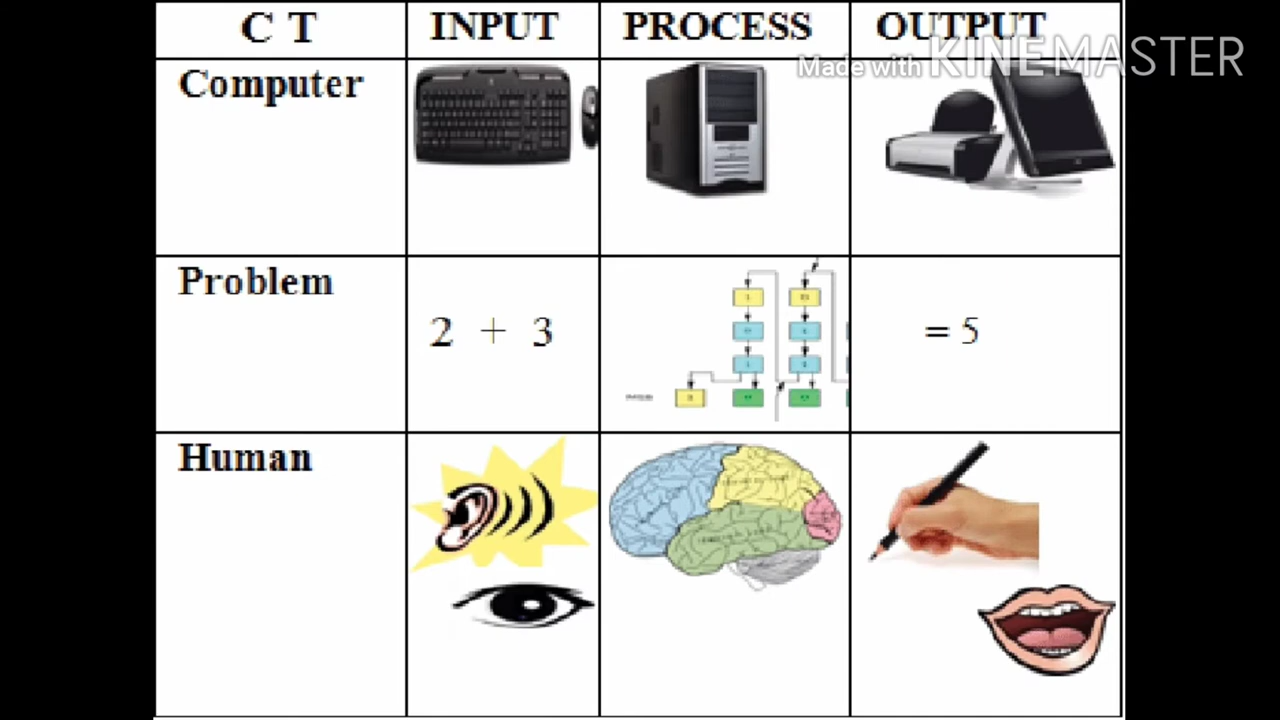 C T INPUT PROCESS OUTPUT
Made with KINEMASTER
Computer
Problem
2 + 3
= 5
Human